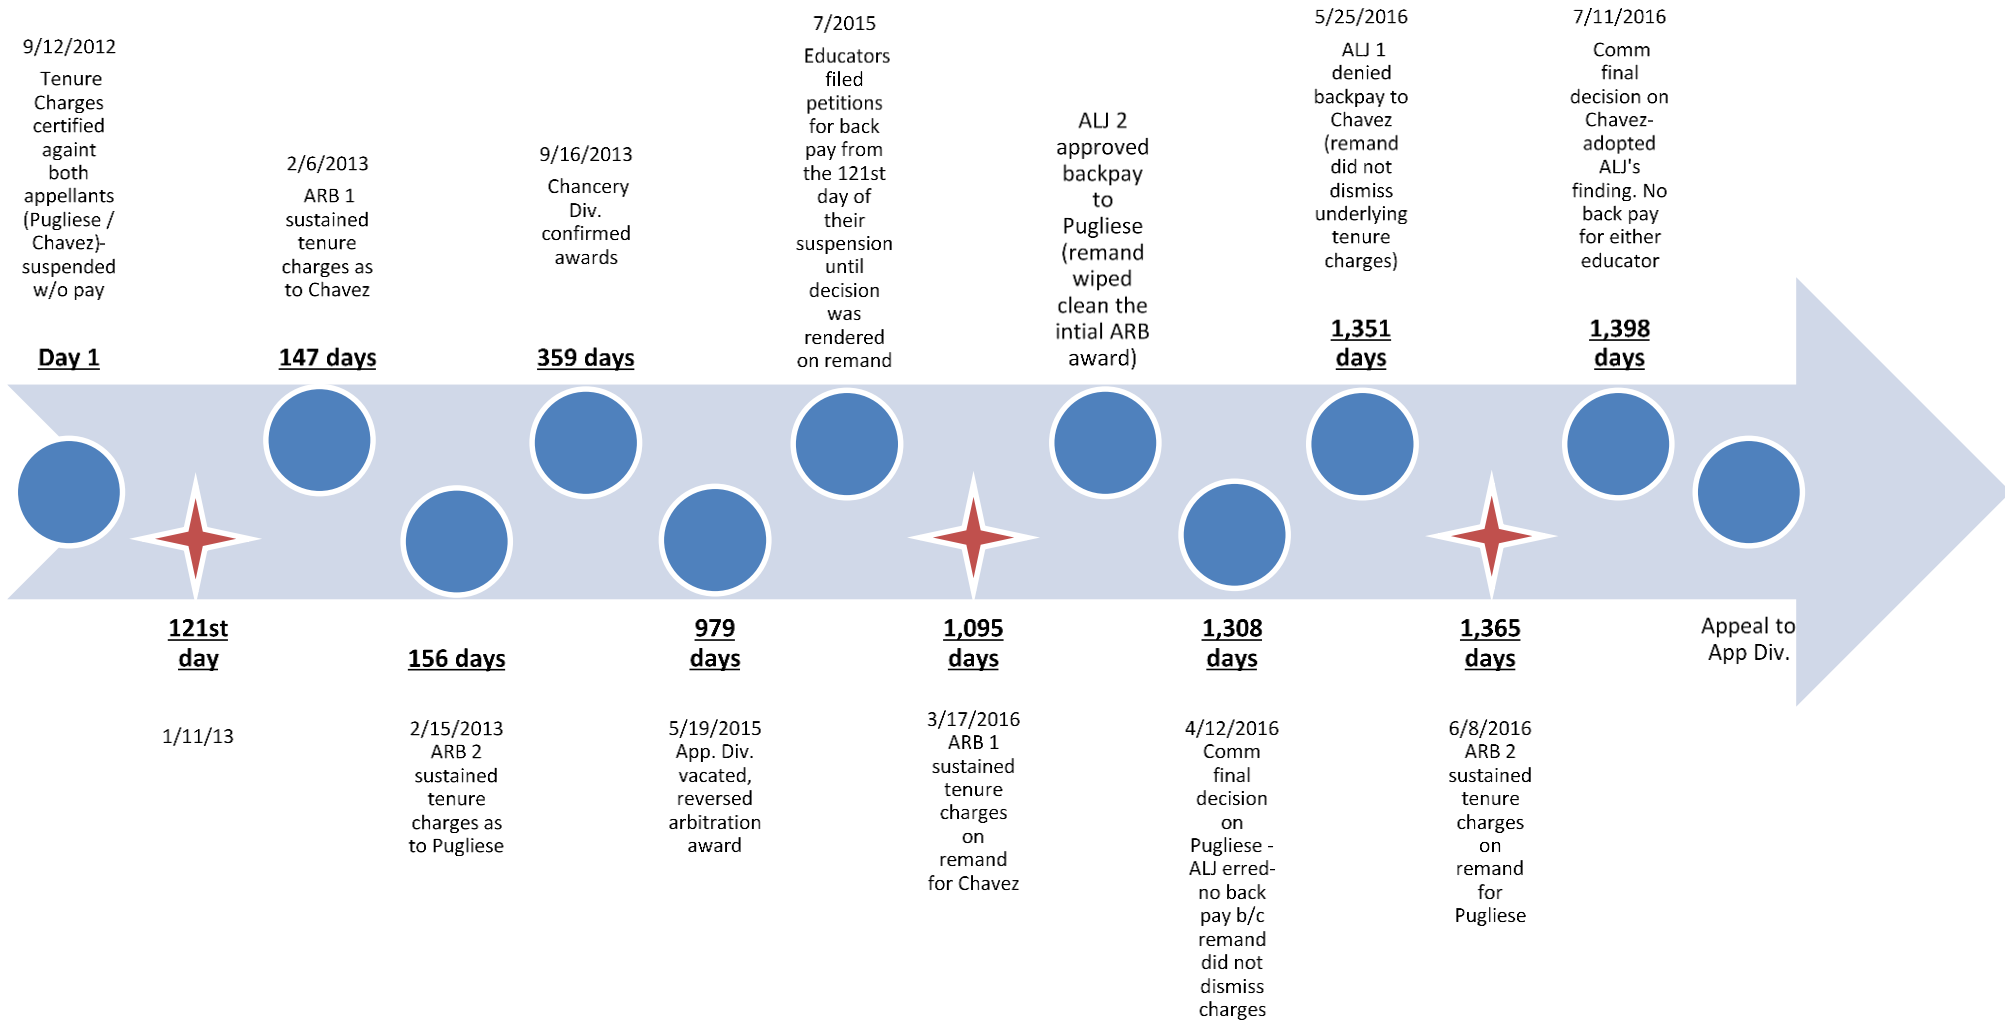 9/12/2012
Tenure
Charges
certified
againt
both
appellants
(Pugliese /
Chavez)-
suspended
w/o pay
Day 1
121st
day
1/11/13
2/6/2013
ARB 1
sustained
tenure
charges as
to Chavez
147 days
156 days
2/15/2013
ARB 2
sustained
tenure
charges as
to Pugliese
9/16/2013
Chancery
Div.
confirmed
awards
359 days
979
days
5/19/2015
App. Div.
vacated,
reversed
arbitration
award
7/2015
Educators
filed
petitions
for back
pay from
the 121st
day of
their
suspension
until
decision
was
rendered
on remand
1,095
days
3/17/2016
ARB 1
sustained
tenure
charges
on
remand
for Chavez
ALJ 2
approved
backpay
to
Pugliese
(remand
wiped
clean the
intial ARB
award)
1,308
days
4/12/2016
Comm
final
decision
on
Pugliese -
ALJ erred-
no back
pay b/c
remand
did not
dismiss
charges
5/25/2016
ALJ 1
denied
backpay to
Chavez
(remand
did not
dismiss
underlying
tenure
charges)
1,351
days
1,365
days
6/8/2016
ARB 2
sustained
tenure
charges
on
remand
for
Pugliese
7/11/2016
Comm
final
decision on
Chavez-
adopted
ALJ's
finding. No
back pay
for either
educator
1,398
days
Appeal to
App Div.